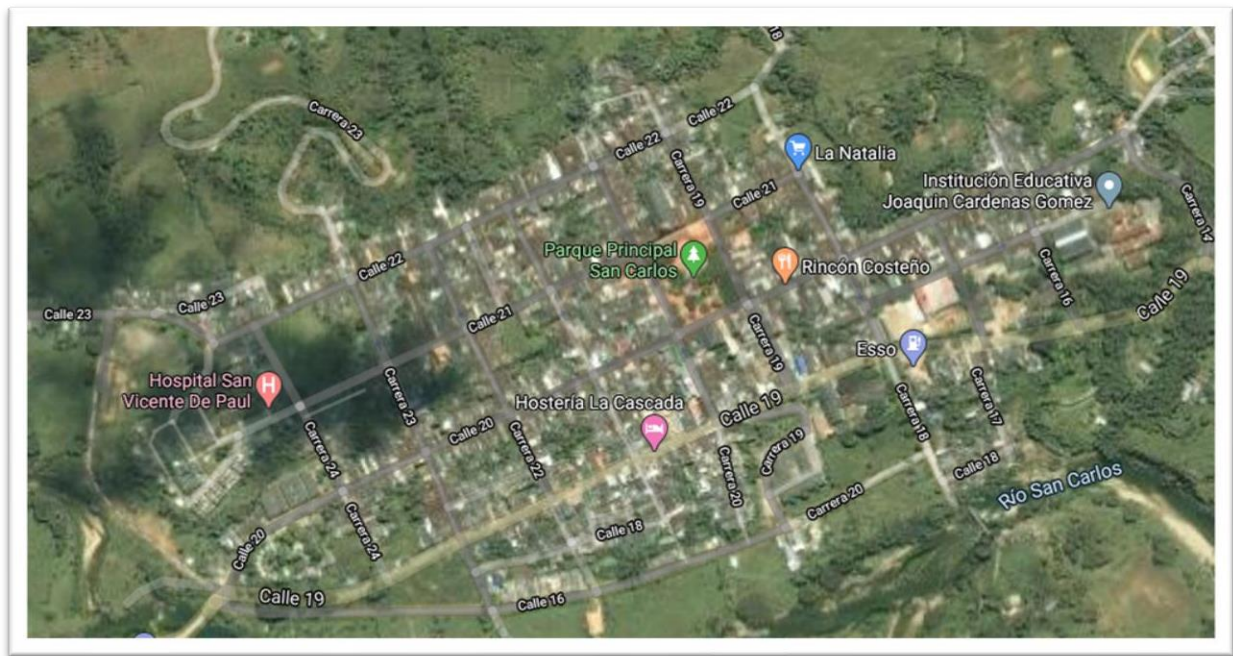 18
Carrera 23
Calle 22
Calle 22
Carrera 19
La Natalia
Calle 21
Institución Educativa
Joaquin Cardenas Gomez
Carrera 14
Parque Principal
San Carlos
Rincón Costeño
Calle 22
Carrera 16
Calle 19
Calle 23
Calle 23
Calle 21
Carrera 19
Esso
Hospital San
Vicente De Paul
Carrera 23
Hostería La Cascada
Calle 19
Carrera 17
Carrera 18
Calle 20
Carrera 22
Carrera 24
Carrera 19
Carrera 20
Calle 18
Río San Carlos
Carrera 20
Carrera 24
Calle 18
Calle 20
Calle 19
Calle 16